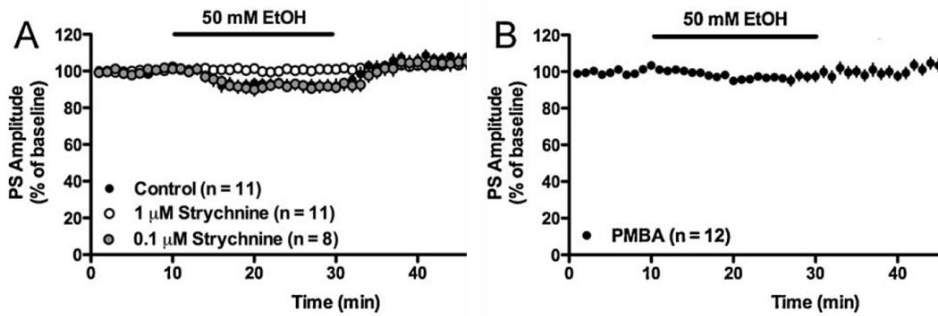 A
50 mM EtOH
120
100
80
60
40
20
0
PS Amplitude
(% of baseline)
Control (n = 11)
1 μM Strychnine (n = 11)
0.1 μM Strychnine (n = 8)
0 10 20 30 40
Time (min)
B
50 mM EtOH
120
100
80
60
40
20
0
PS Amplitude
(% of baseline)
PMBA (n = 12)
0 10 20 30 40
Time (min)